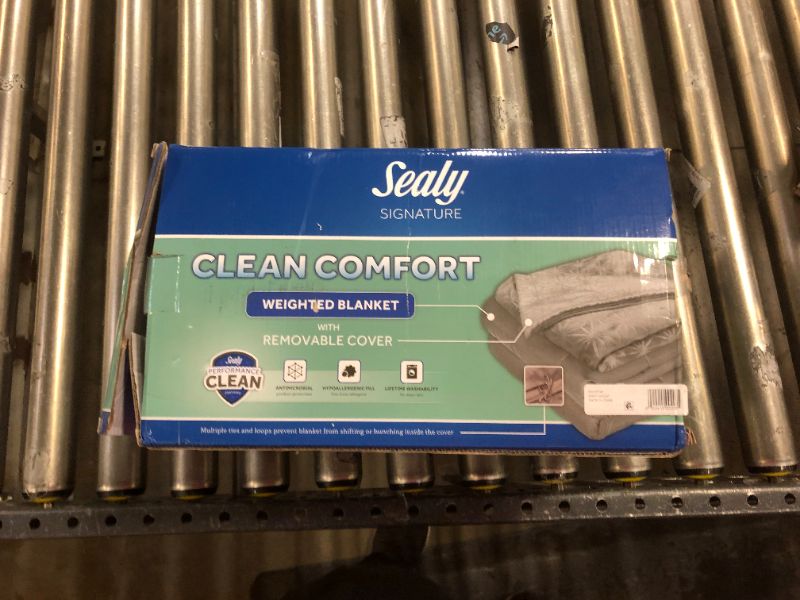 Sealy
SIGNATURE
CLEAN COMFORT
WEIGHTED BLANKET
WITH
REMOVABLE COVER
Sealy
PERFORMANCE
CLEAN
ANTIMICROBIAL
HYPOALLERGENIC FILL
LIFETIME WASHABILITY
Multiple ties and loops prevent blanket from shifting or bunching inside the cover